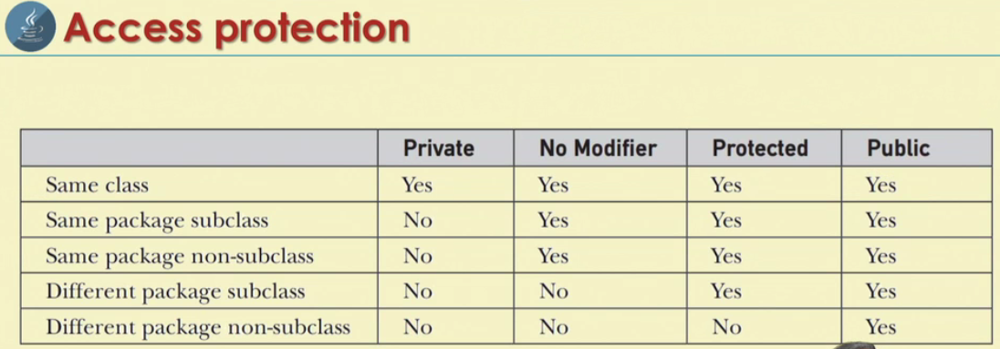 Access protection
Private No Modifier Protected Public
Same class Yes Yes Yes Yes
Same package subclass No Yes Yes Yes
Same package non-subclass No Yes Yes Yes
Different package subclass No No Yes Yes
Different package non-subclass No No No Yes